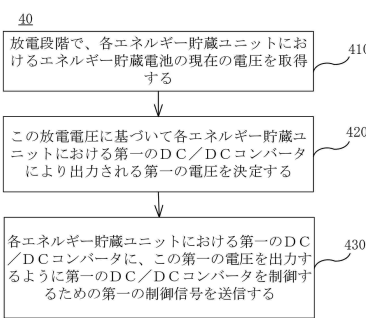 40
放電段階で、各エネルギー貯蔵ユニットにお
けるエネルギー貯蔵電池の現在の電圧を取得
する
410
この放電電圧に基づいて各エネルギー貯蔵ユ
ニットにおける第一のDC／DCコンバータ
により出力される第一の電圧を決定する
420
各エネルギー貯蔵ユニットにおける第一のDC
／DCコンバータに、この第一の電圧を出力す
るように第一のDC／DCコンバータを制御す
るための第一の制御信号を送信する
430